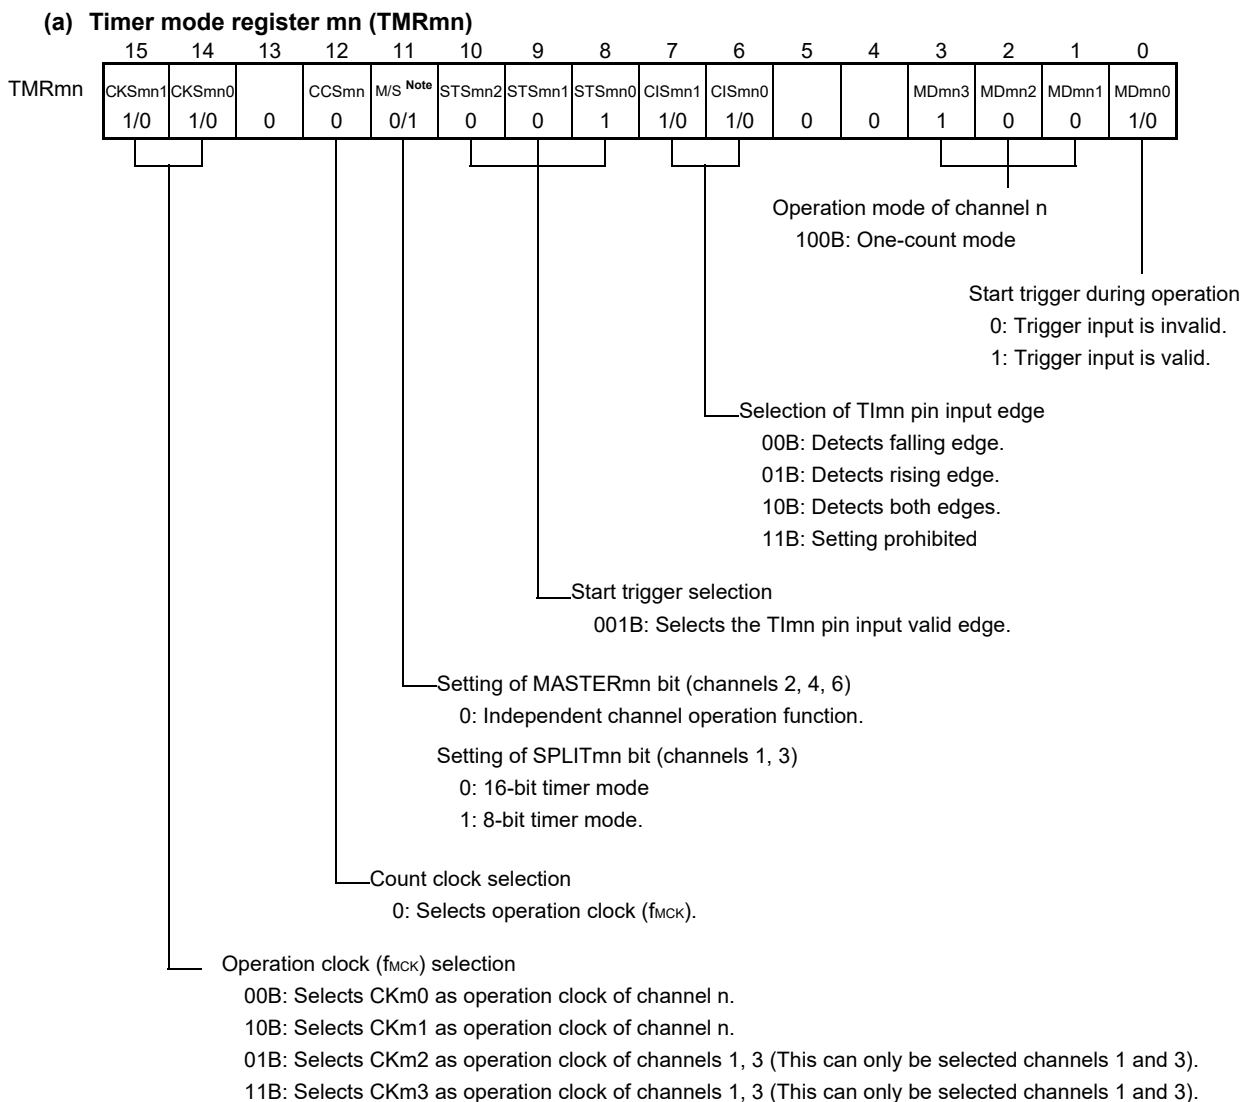 (a) Timer mode register mn (TMRmn)
15 14 13 12 11 10 9 8 7 6 5 4 3 2 1 0
TMRmn CKSmn1 CKSmn0 CCSmn M/S Note STSmn2 STSmn1 STSmn0 CISmn1 CISmn0 MDmn3 MDmn2 MDmn1 MDmn0
1/0 1/0 0 0 0/1 0 0 1 1/0 1/0 0 0 1 0 0 1/0
Operation mode of channel n
100B: One-count mode
Start trigger during operation
0: Trigger input is invalid.
1: Trigger input is valid.
Selection of TImn pin input edge
00B: Detects falling edge.
01B: Detects rising edge.
10B: Detects both edges.
11B: Setting prohibited
Start trigger selection
001B: Selects the TImn pin input valid edge.
Setting of MASTERmn bit (channels 2, 4, 6)
0: Independent channel operation function.
Setting of SPLITmn bit (channels 1, 3)
0: 16-bit timer mode
1: 8-bit timer mode.
Count clock selection
0: Selects operation clock (fMCK).
Operation clock (fMCK) selection
00B: Selects CKm0 as operation clock of channel n.
10B: Selects CKm1 as operation clock of channel n.
01B: Selects CKm2 as operation clock of channels 1, 3 (This can only be selected channels 1 and 3).
11B: Selects CKm3 as operation clock of channels 1, 3 (This can only be selected channels 1 and 3).